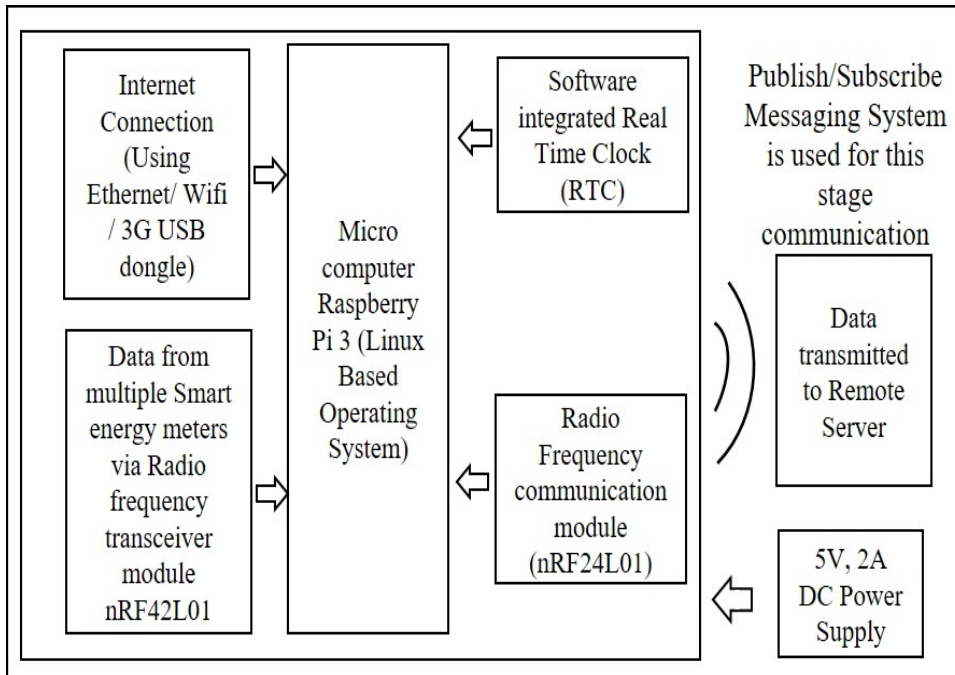 Internet
Connection
(Using
Ethernet/ Wifi
/ 3G USB
dongle)
Data from
multiple Smart
energy meters
via Radio
frequency
transceiver
module
nRF42L01
Micro
computer
Raspberry
Pi 3 (Linux
Based
Operating
System)
Software
integrated Real
Time Clock
(RTC)
Radio
Frequency
communication
module
(nRF24L01)
Publish/Subscribe
Messaging System
is used for this
stage
communication
Data
transmitted
to Remote
Server
5V, 2A
DC Power
Supply